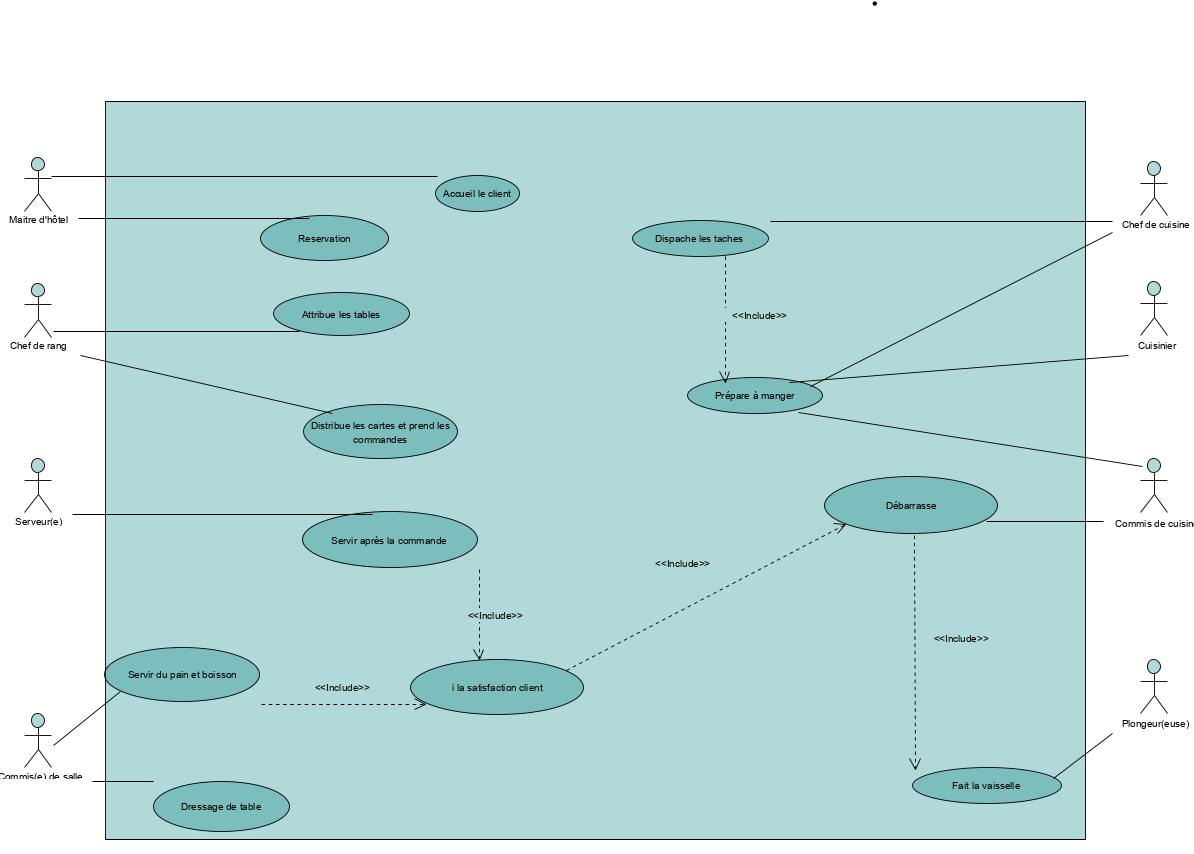 Accueil le client
Maitre d'hôtel
Chef de cuisine
Reservation
Dispache les taches
Attribue les tables
<<Include>>
Chef de rang
Cuisinier
Prépare à manger
Distribue les cartes et prend les
commandes
Débarrasse
Serveur(e)
Commis de cuisin
Servir après la commande
<<Include>>
<<Include>>
<<Include>>
Servir du pain et boisson
<<Include>>
i la satisfaction client
Plongeur(euse)
Commis(e) de salle
Fait la vaisselle
Dressage de table